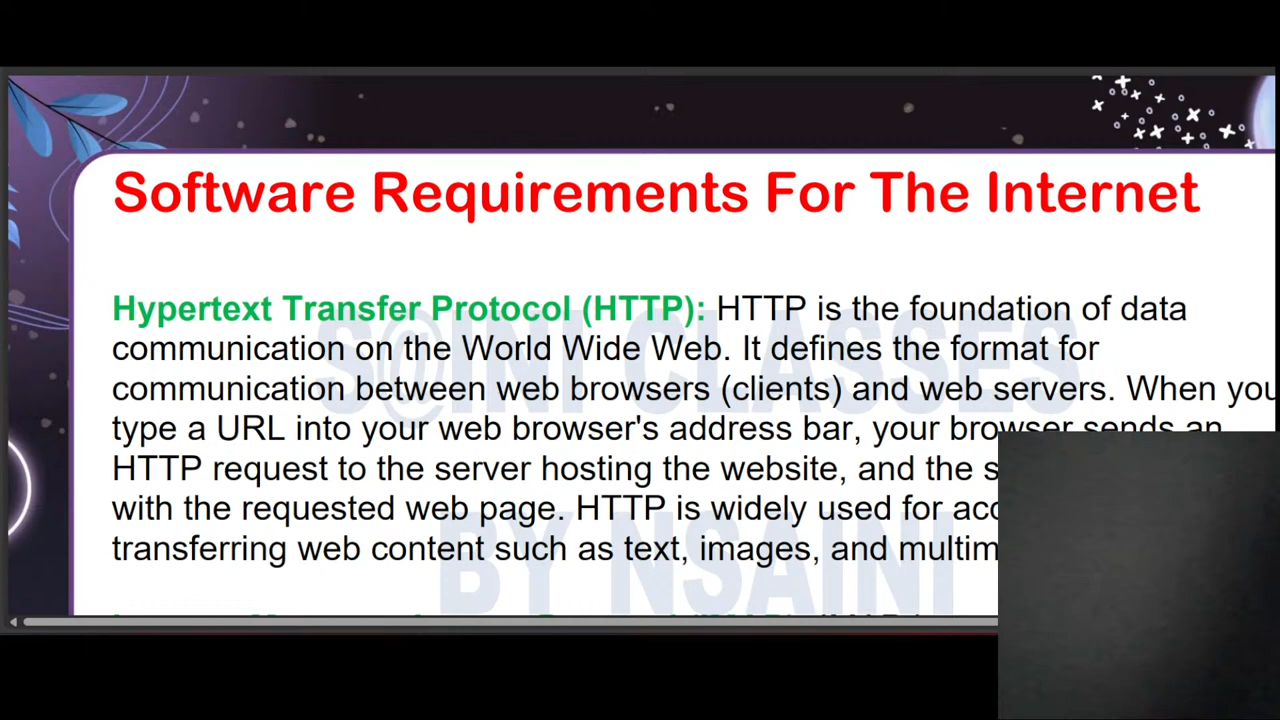 Software Requirements For The Internet
Hypertext Transfer Protocol (HTTP): HTTP is the foundation of data
communication on the World Wide Web. It defines the format for
communication between web browsers (clients) and web servers. When you
type a URL into your web browser's address bar, your browser sends an
HTTP request to the server hosting the website, and the
with the requested web page. HTTP is widely used for
transferring web content such as text, images, and
S@INI CLASSES
BY NSAINI